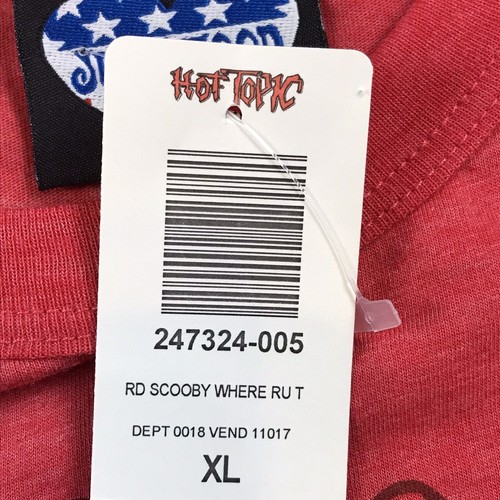 HOT TOPIC
247324-005
RD SCOOBY WHERE RU T
DEPT 0018 VEND 11017
XL